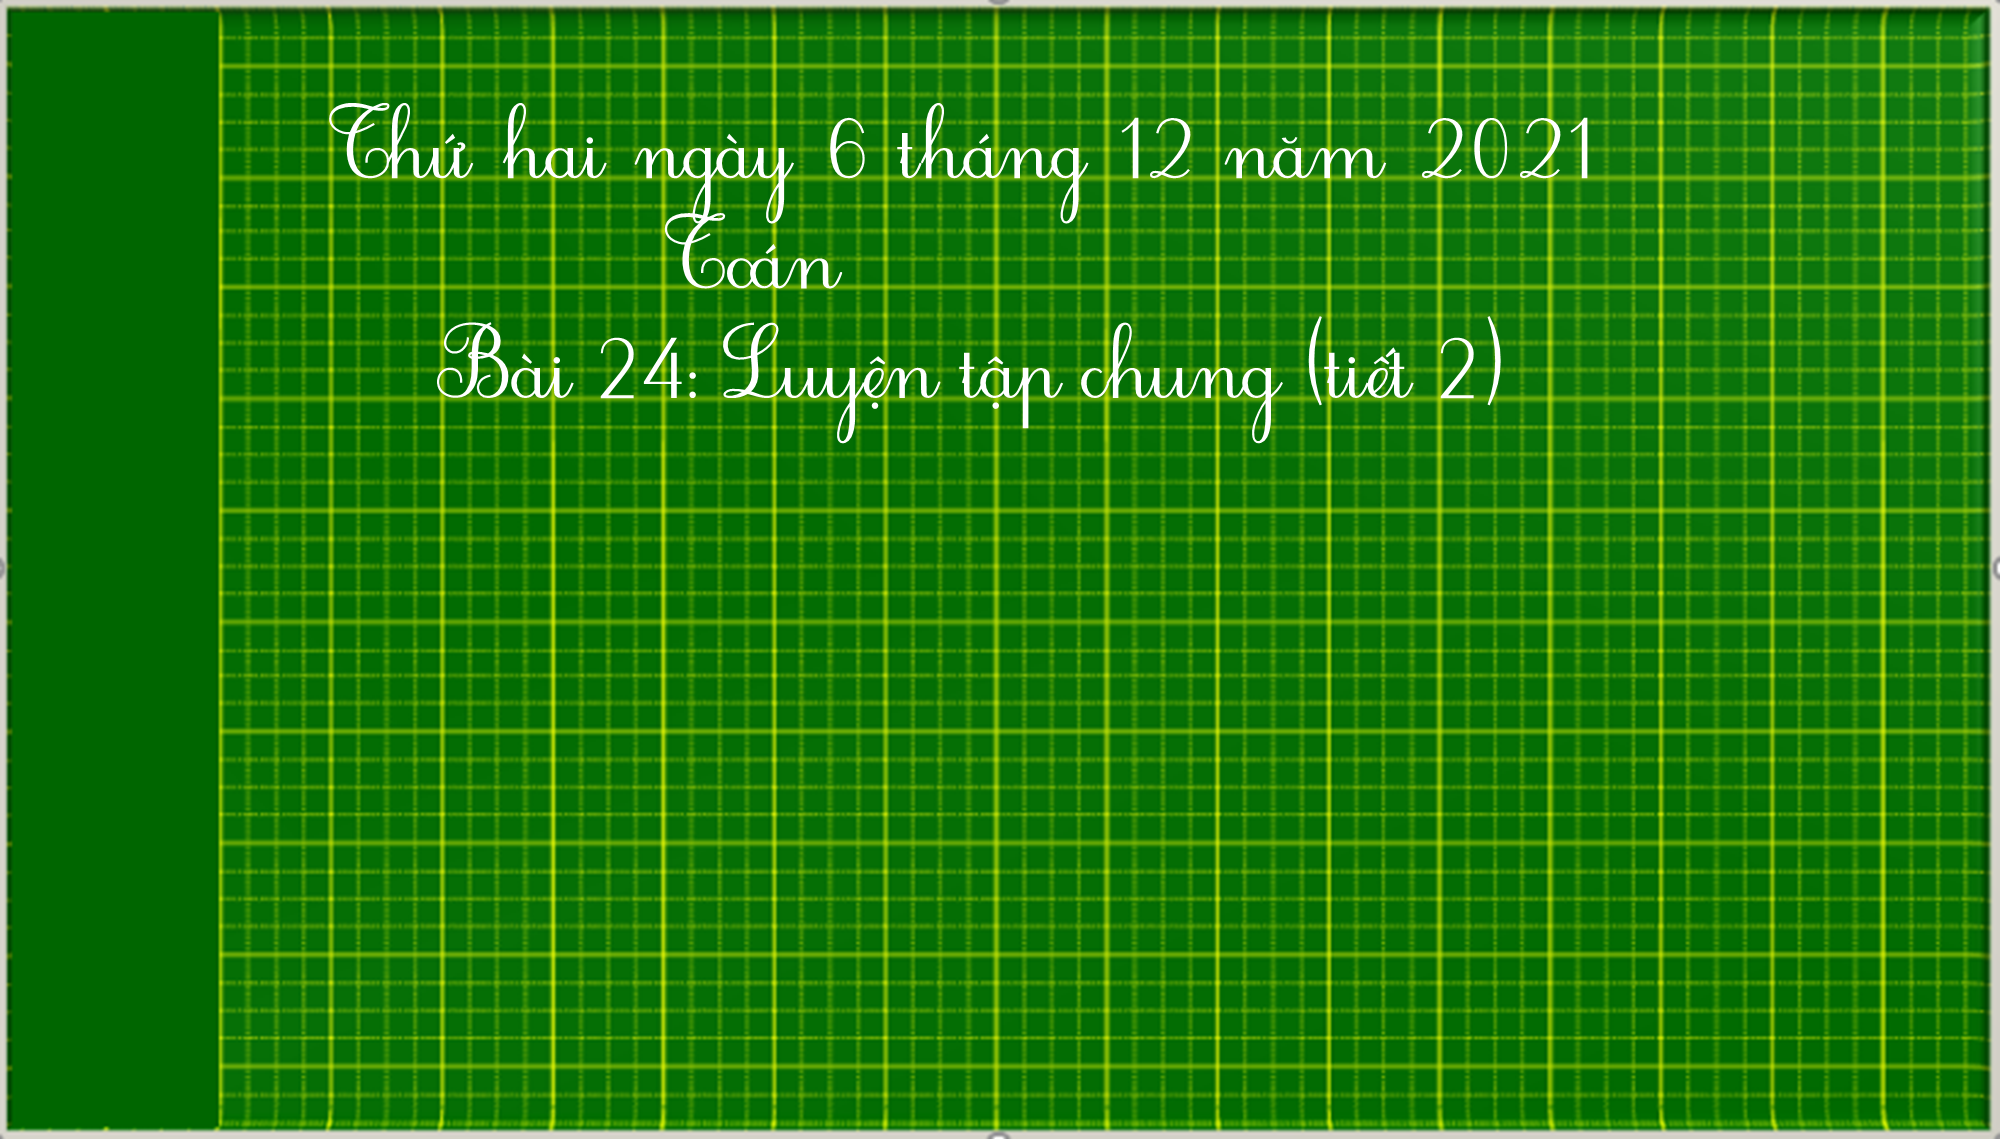 Thứ hai ngày 6 tháng 12 năm 2021
Toán
Bài 24: Luyện tập chung (tiết 2)